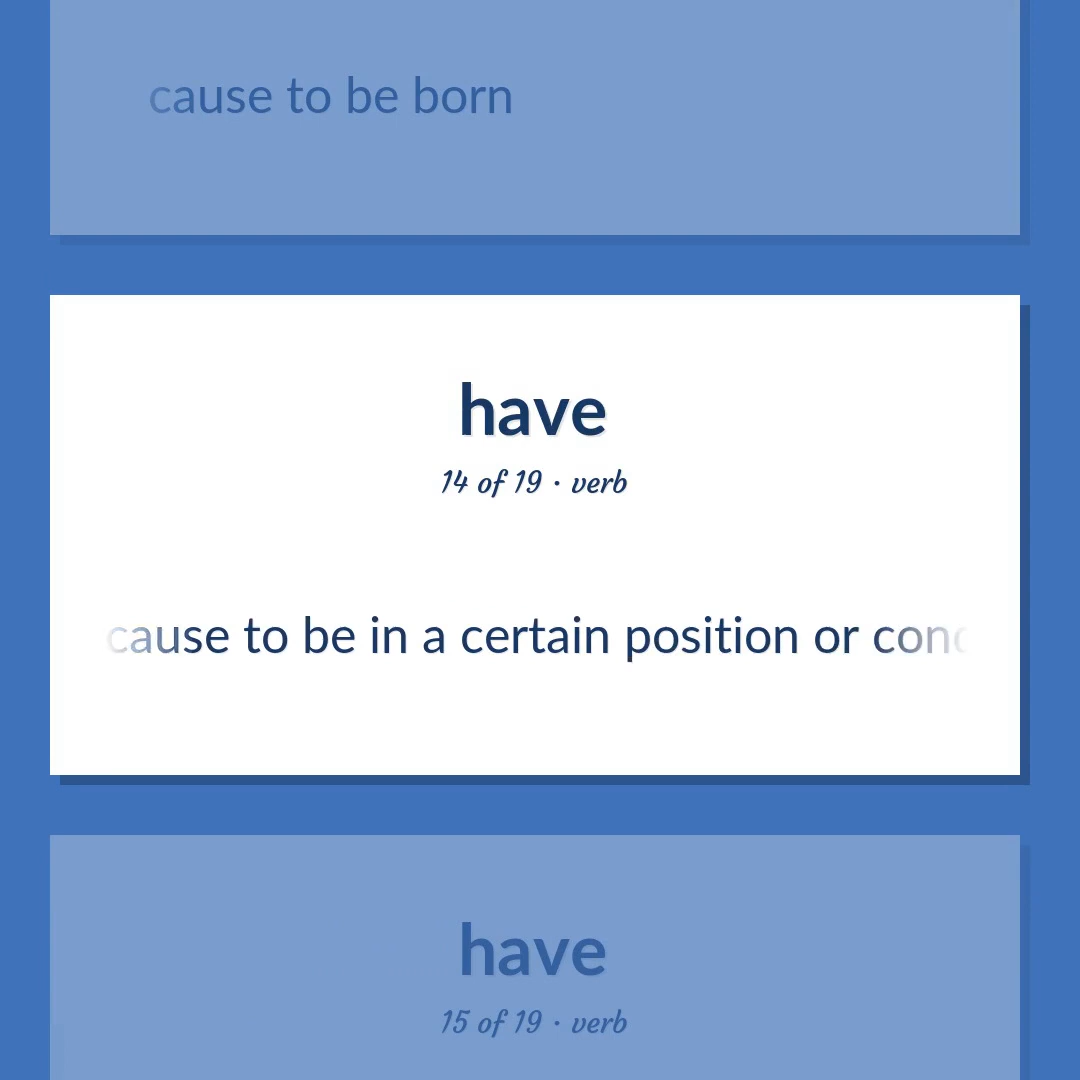 cause to be born
have
14 of 19 · verb
cause to be in a certain position or
have
15 of 19 · verb